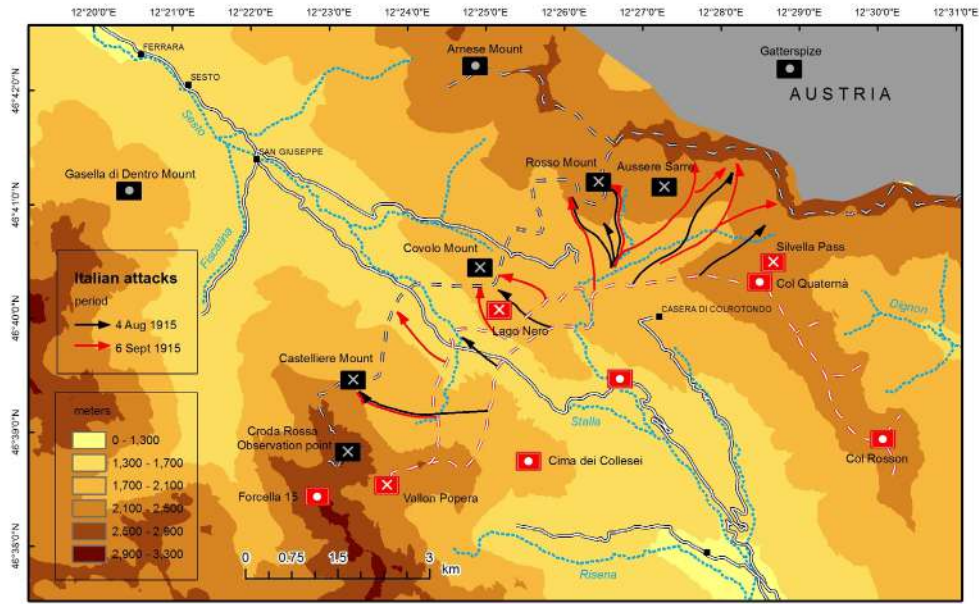 12°20'0"E
12°21'0"E
12°22'0"E
12°23'0"E
12°24'0"E
12°25'0"E
12°26'0"E
12°27'0"E
12°28'0"E
12°29'0"E
12°30'0"E
12°31'0"E
46°42'0"N
46°41'0"N
46°40'0"N
46°39'0"N
46°38'0"N
FERRARA
SESTO
Sesto
SAN GIUSEPPE
Arnese Mount
Gatterspize
AUSTRIA
Gasella di Dentro Mount
Rosso Mount
Aussere Sarre
Fiscalina
Covolo Mount
Silvella Pass
Col Quaternà
Lago Nero
CASERA DI COLROTONDO
Oignon
Castelliere Mount
Stalla
Croda Rossa
Observation point
Cima dei Collesei
Col Rosson
Forcella 15
Vallon Popera
Risena
Italian attacks
period
4 Aug 1915
6 Sept 1915
meters
0 - 1,300
1,300 - 1,700
1,700 - 2,100
2,100 - 2,500
2,500 - 2,900
2,900 - 3,300
0 0.75 1.5 3
km